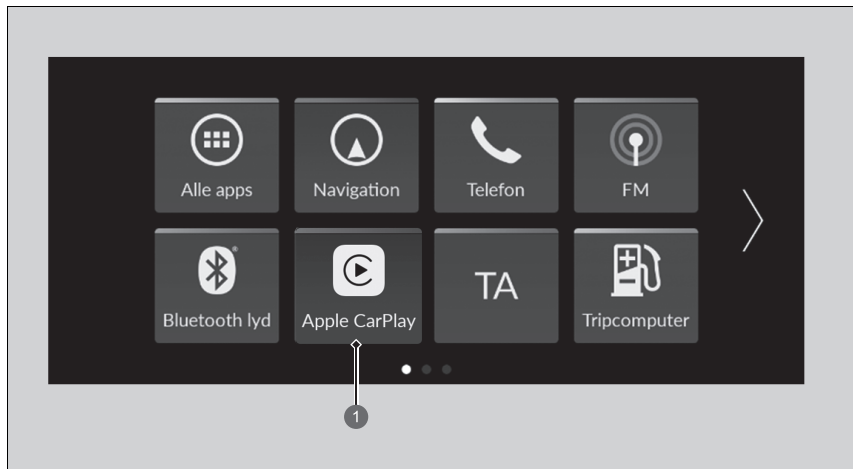 Alle apps
Navigation
Telefon
FM
Bluetooth lyd
Apple CarPlay
TA
Tripcomputer
1